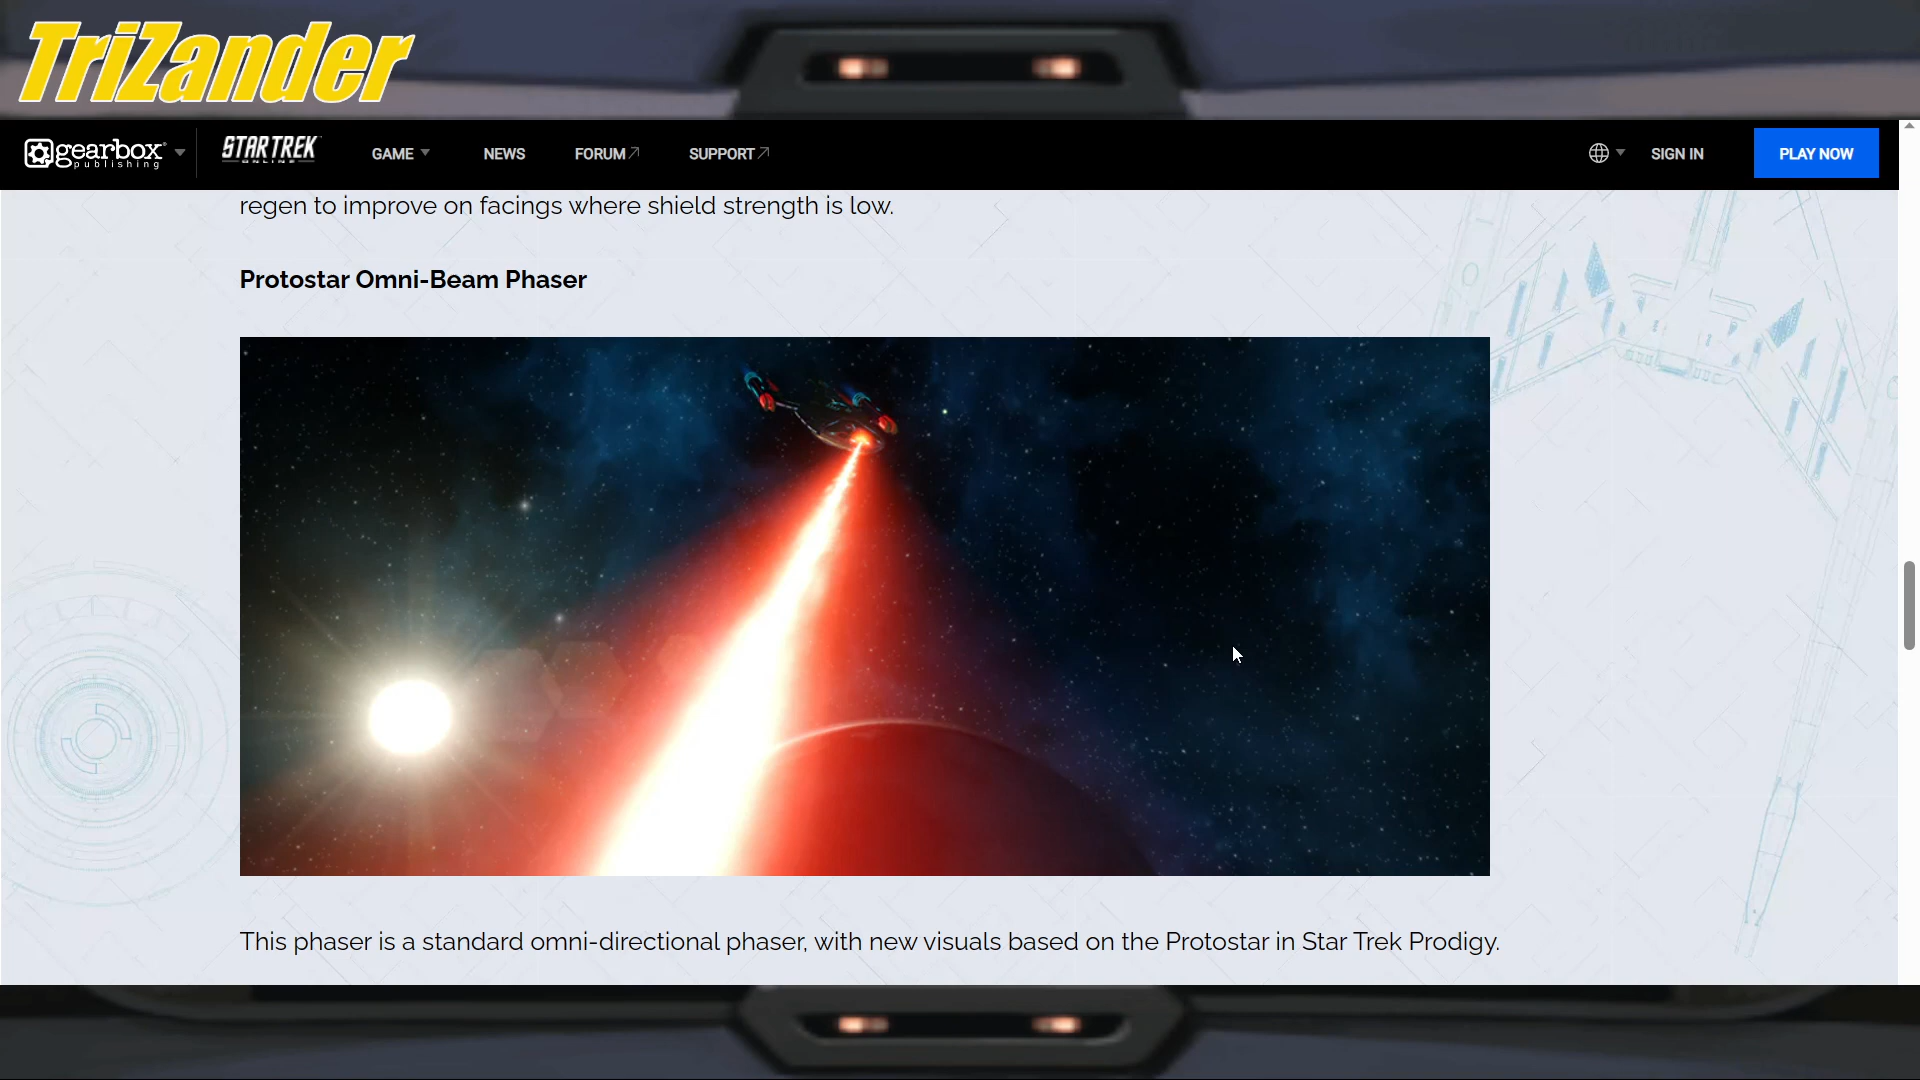 TriZander
gearbox publishing STAR TREK ONLINE GAME NEWS FORUM SUPPORT SIGN IN PLAY NOW
regen to improve on facings where shield strength is low.
Protostar Omni-Beam Phaser
This phaser is a standard omni-directional phaser, with new visuals based on the Protostar in Star Trek Prodigy.